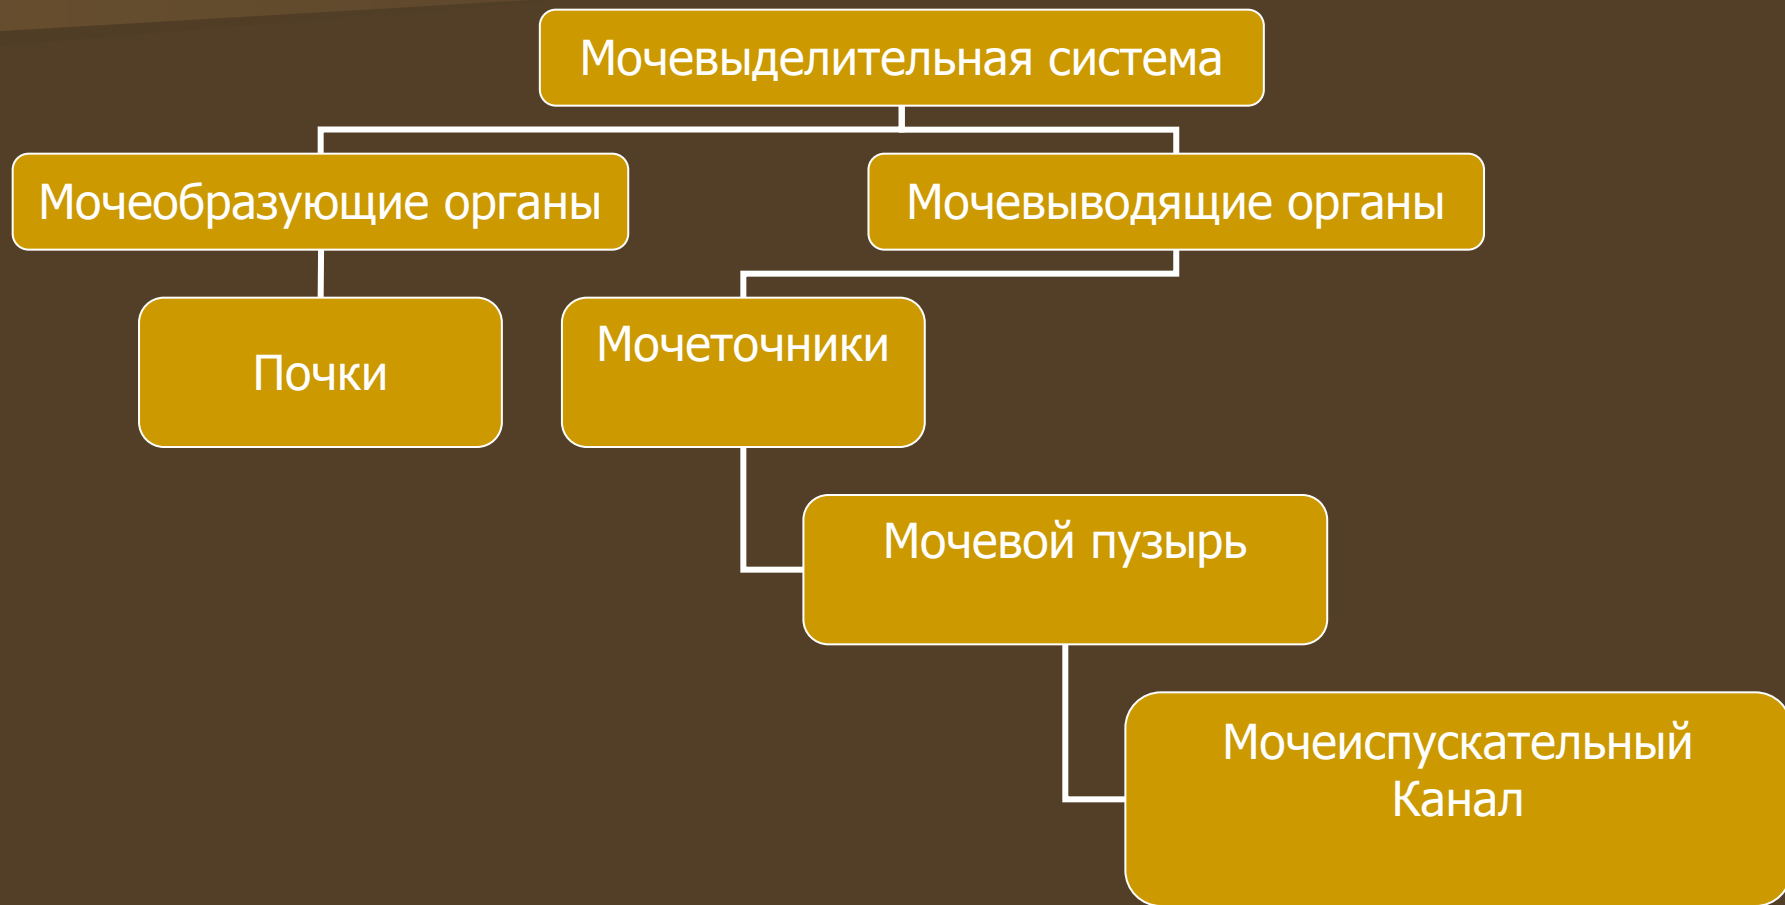 Мочевыделительная система
Мочеобразующие органы
Мочевыводящие органы
Почки
Мочеточники
Мочевой пузырь
Мочеиспускательный
Канал